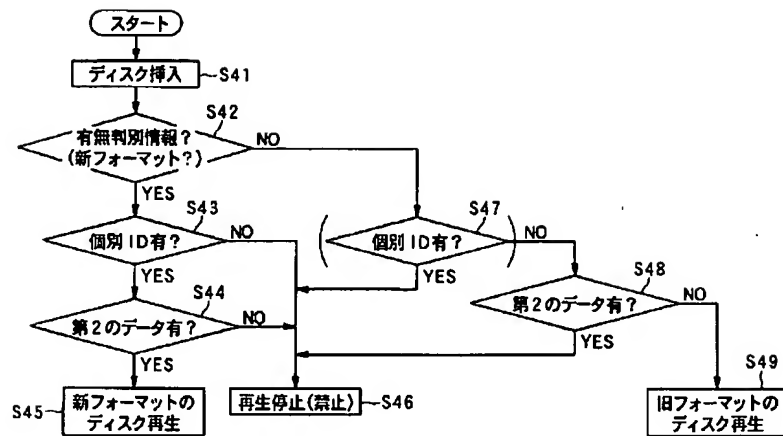 スタート
ディスク挿入
S41
有無判別情報?
(新フォーマット?)
S42
NO
YES
個別ID有?
S43
NO
YES
(個別ID有?)
S47
NO
YES
第2のデータ有?
S44
NO
YES
第2のデータ有?
S48
NO
YES
S45
新フォーマットの
ディスク再生
再生停止(禁止)
S46
S49
旧フォーマットの
ディスク再生